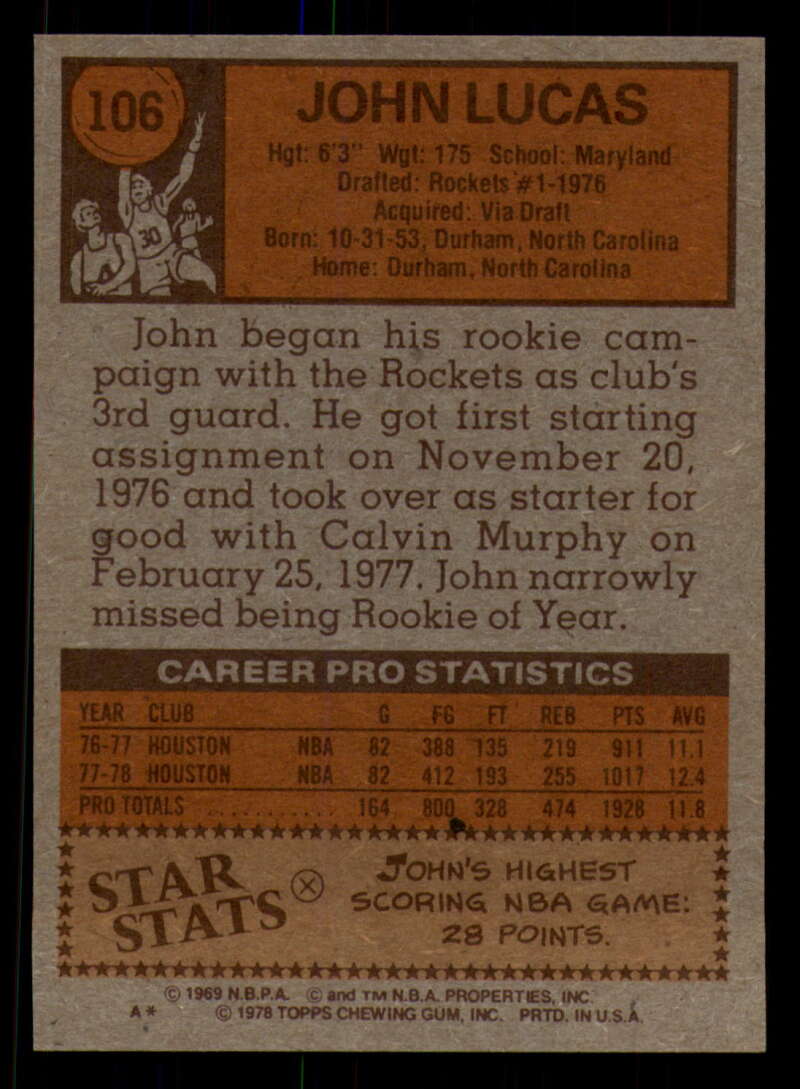 106
JOHN LUCAS
Hgt: 6'3" Wgt: 175 School: Maryland
Drafted: Rockets #1-1976
Acquired: Via Draft
Born: 10-31-53, Durham, North Carolina
Home: Durham, North Carolina
30
John began his rookie cam-
paign with the Rockets as club's
3rd guard. He got first starting
assignment on November 20,
1976 and took over as starter for
good with Calvin Murphy on
February 25, 1977. John narrowly
missed being Rookie of Year.
CAREER PRO STATISTICS
YEAR CLUB G FG FT REB PTS AVG
76-77 HOUSTON NBA 82 388 135 219 911 11.1
77-78 HOUSTON NBA 82 412 193 255 1017 12.4
PRO TOTALS ............ 164 800 328 474 1928 11.8
STAR STATS
JOHN'S HIGHEST
SCORING NBA GAME:
28 POINTS.
© 1969 N.B.P.A. © and TM N.B.A. PROPERTIES, INC.
A* © 1978 TOPPS CHEWING GUM, INC. PRTD. IN U.S.A.